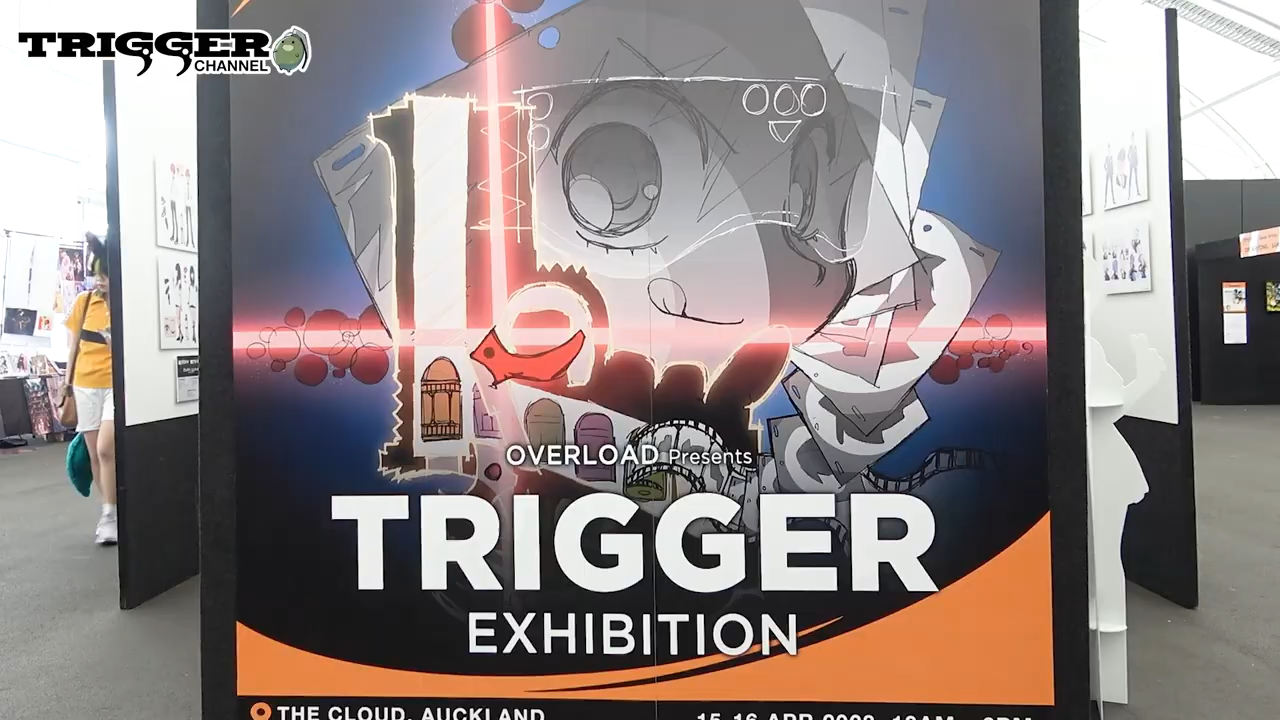 TRIGGER
CHANNEL
OVERLOAD Presents
TRIGGER
EXHIBITION
THE CLOUD, AUCKLAND